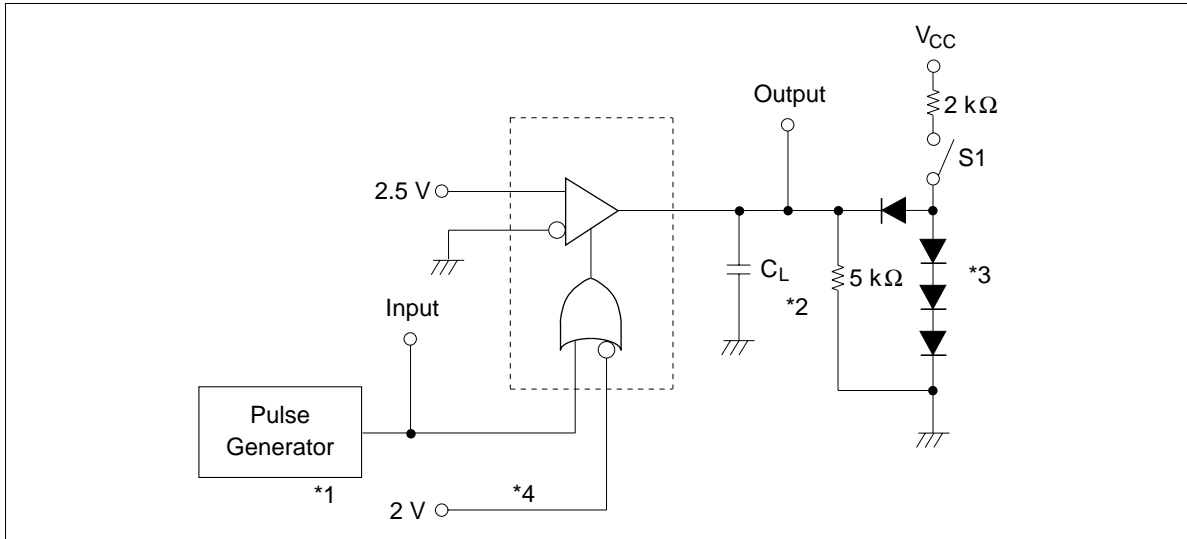 VCC
2 kΩ
Output
S1
2.5 V
CL
*2
5 kΩ
*3
Input
Pulse
Generator
*1
*4
2 V